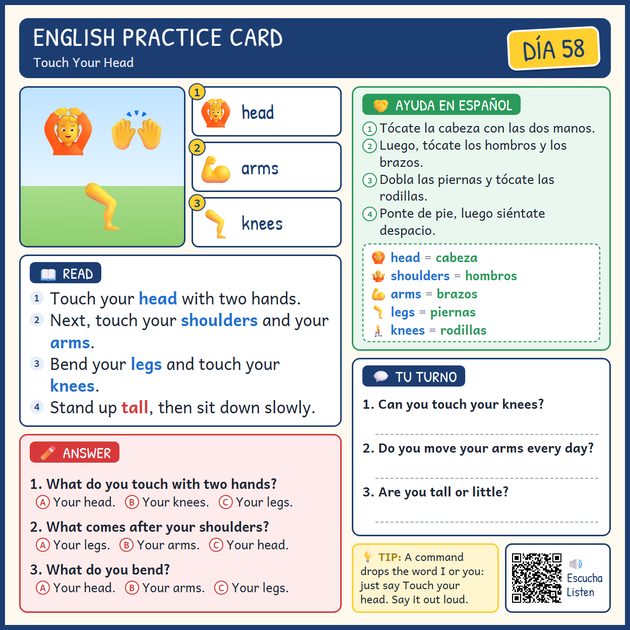 ENGLISH PRACTICE CARD
Touch Your Head
DÍA 58
1
head
2
arms
3
knees
READ
1 Touch your head with two hands.
2 Next, touch your shoulders and your
arms.
3 Bend your legs and touch your
knees.
4 Stand up tall, then sit down slowly.
ANSWER
1. What do you touch with two hands?
A Your head. B Your knees. C Your legs.
2. What comes after your shoulders?
A Your legs. B Your arms. C Your head.
3. What do you bend?
A Your head. B Your arms. C Your legs.
AYUDA EN ESPAÑOL
1 Tócate la cabeza con las dos manos.
2 Luego, tócate los hombros y los
brazos.
3 Dobla las piernas y tócate las
rodillas.
4 Ponte de pie, luego siéntate
despacio.
head = cabeza
shoulders = hombros
arms = brazos
legs = piernas
knees = rodillas
TU TURNO
1. Can you touch your knees?
2. Do you move your arms every day?
3. Are you tall or little?
TIP: A command
drops the word I or you:
just say Touch your
head. Say it out loud.
Escucha
Listen